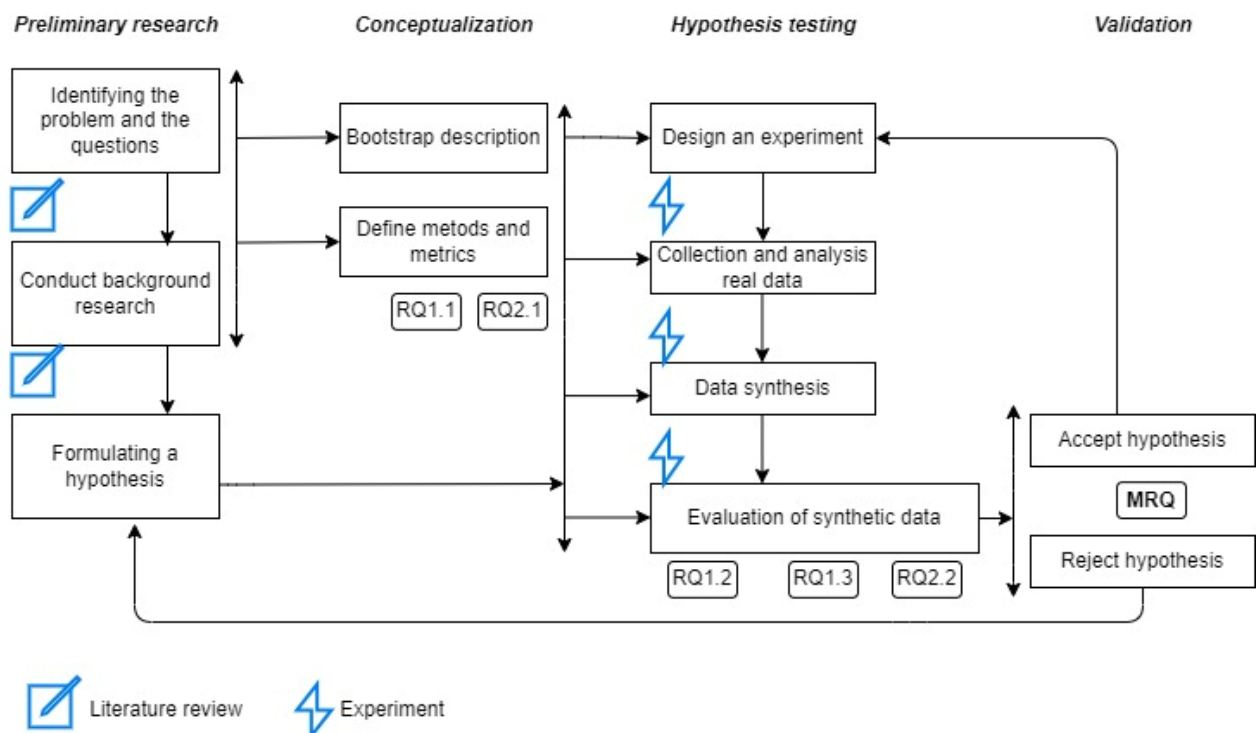 Preliminary research
Conceptualization
Hypothesis testing
Validation
Identifying the
problem and the
questions
Conduct background
research
Formulating a
hypothesis
Bootstrap description
Define metods and
metrics
RQ1.1
RQ2.1
Design an experiment
Collection and analysis
real data
Data synthesis
Evaluation of synthetic data
RQ1.2
RQ1.3
RQ2.2
Accept hypothesis
MRQ
Reject hypothesis
Literature review
Experiment